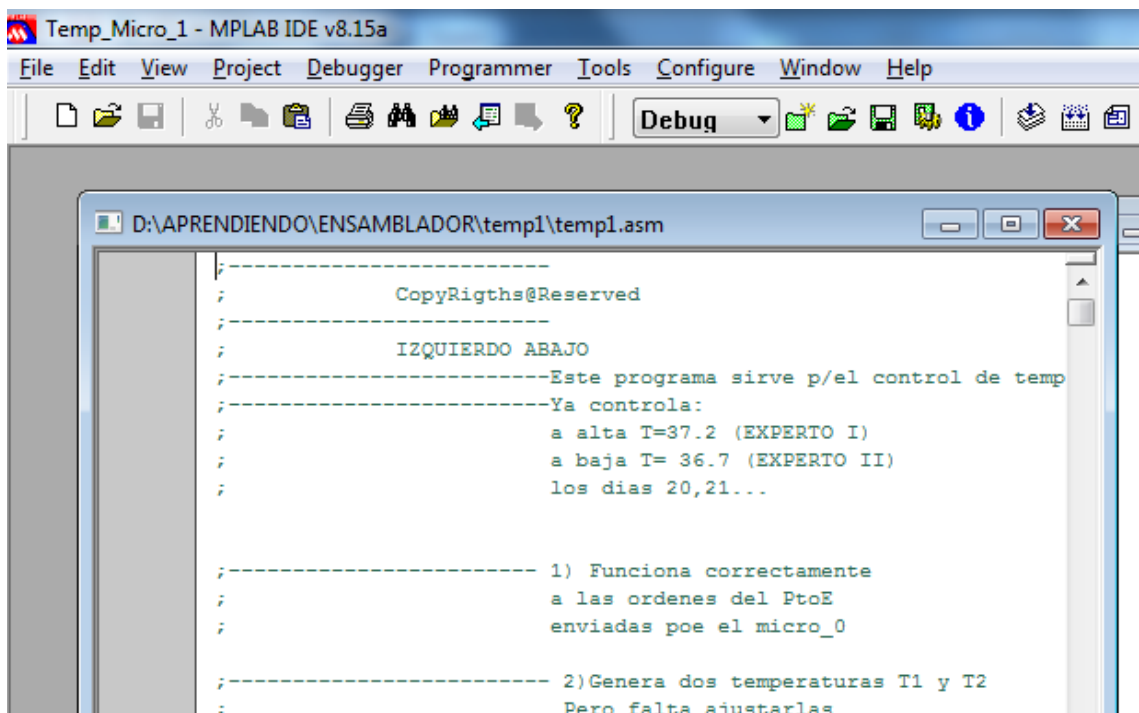 Temp_Micro_1 - MPLAB IDE v8.15a
File Edit View Project Debugger Programmer Tools Configure Window Help
Debug
D:\APRENDIENDO\ENSAMBLADOR\temp1\temp1.asm
;-------------------------
; CopyRigths@Reserved
;-------------------------
; IZQUIERDO ABAJO
;-------------------------Este programa sirve p/el control de temp
;-------------------------Ya controla:
; a alta T=37.2 (EXPERTO I)
; a baja T= 36.7 (EXPERTO II)
; los dias 20,21...
;------------------------ 1) Funciona correctamente
; a las ordenes del PtoE
; enviadas poe el micro_0
;------------------------- 2)Genera dos temperaturas T1 y T2
; Pero falta ajustarlas